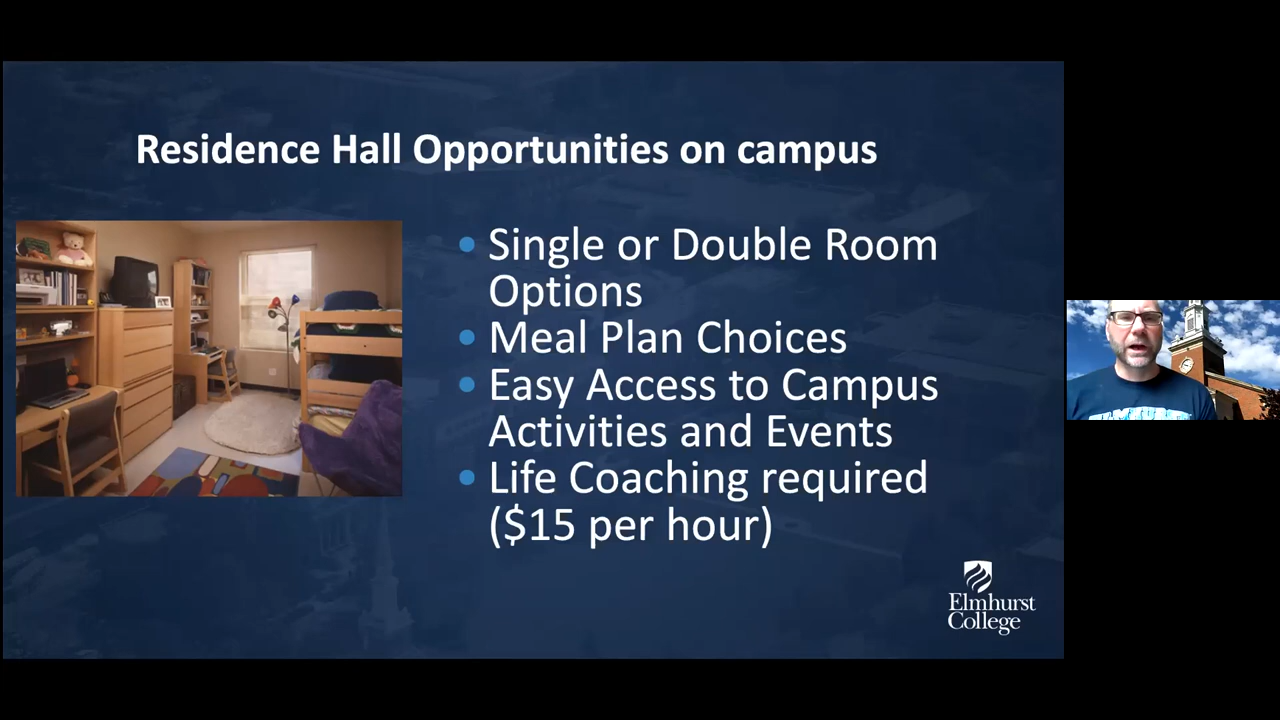 Residence Hall Opportunities on campus
• Single or Double Room
Options
• Meal Plan Choices
• Easy Access to Campus
Activities and Events
• Life Coaching required
($15 per hour)
Elmhurst
College